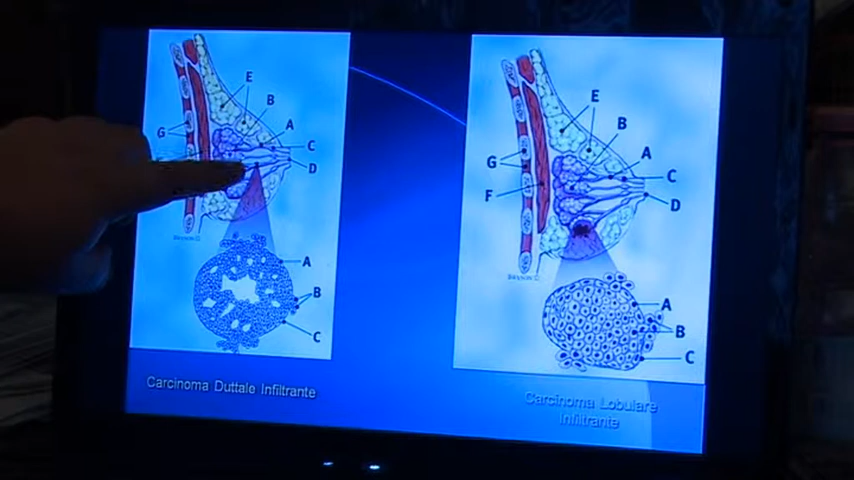 E
B
A
G
C
D
A
B
C
Carcinoma Duttale Infiltrante
E
B
A
G
C
F
D
A
B
C
Carcinoma Lobulare
Infiltrante